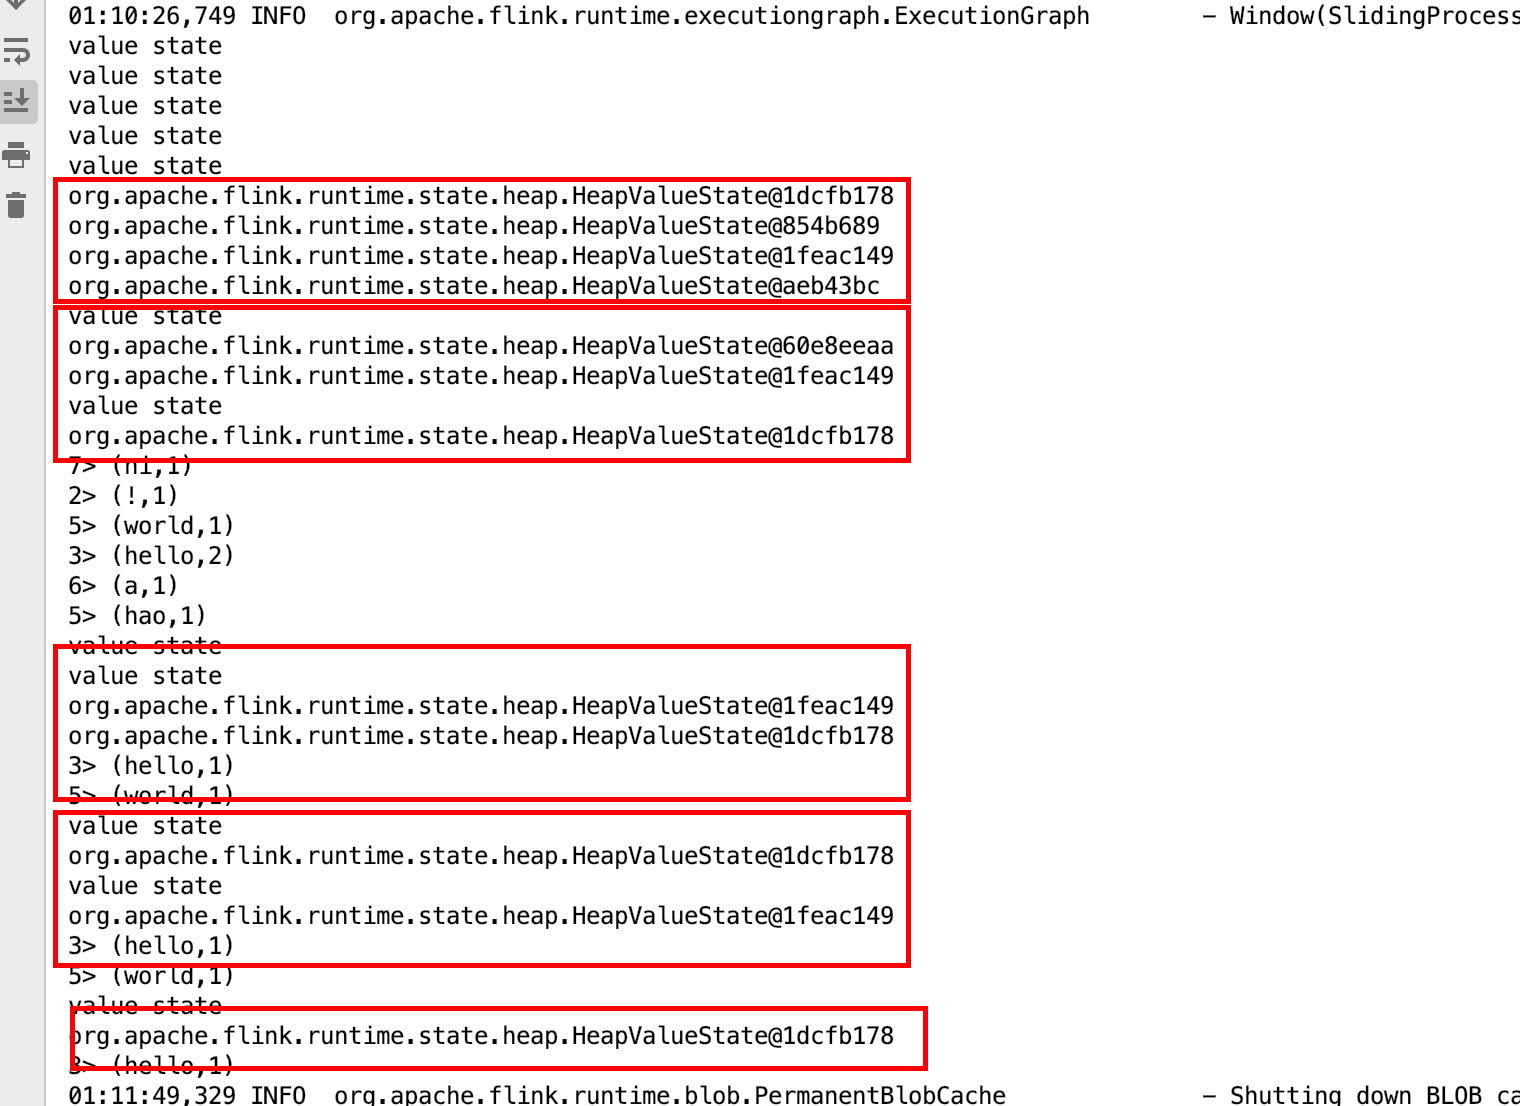 01:10:26,749 INFO  org.apache.flink.runtime.executiongraph.ExecutionGraph        – Window(SlidingProcess
value state
value state
value state
value state
value state
org.apache.flink.runtime.state.heap.HeapValueState@1dcfb178
org.apache.flink.runtime.state.heap.HeapValueState@854b689
org.apache.flink.runtime.state.heap.HeapValueState@1feac149
org.apache.flink.runtime.state.heap.HeapValueState@aeb43bc
value state
org.apache.flink.runtime.state.heap.HeapValueState@60e8eeaa
org.apache.flink.runtime.state.heap.HeapValueState@1feac149
value state
org.apache.flink.runtime.state.heap.HeapValueState@1dcfb178
7> (ni,1)
2> (!,1)
5> (world,1)
3> (hello,2)
6> (a,1)
5> (hao,1)
value state
value state
org.apache.flink.runtime.state.heap.HeapValueState@1feac149
org.apache.flink.runtime.state.heap.HeapValueState@1dcfb178
3> (hello,1)
5> (world,1)
value state
org.apache.flink.runtime.state.heap.HeapValueState@1dcfb178
value state
org.apache.flink.runtime.state.heap.HeapValueState@1feac149
3> (hello,1)
5> (world,1)
value state
org.apache.flink.runtime.state.heap.HeapValueState@1dcfb178
3> (hello,1)
01:11:49,329 INFO  org.apache.flink.runtime.blob.PermanentBlobCache              – Shutting down BLOB ca